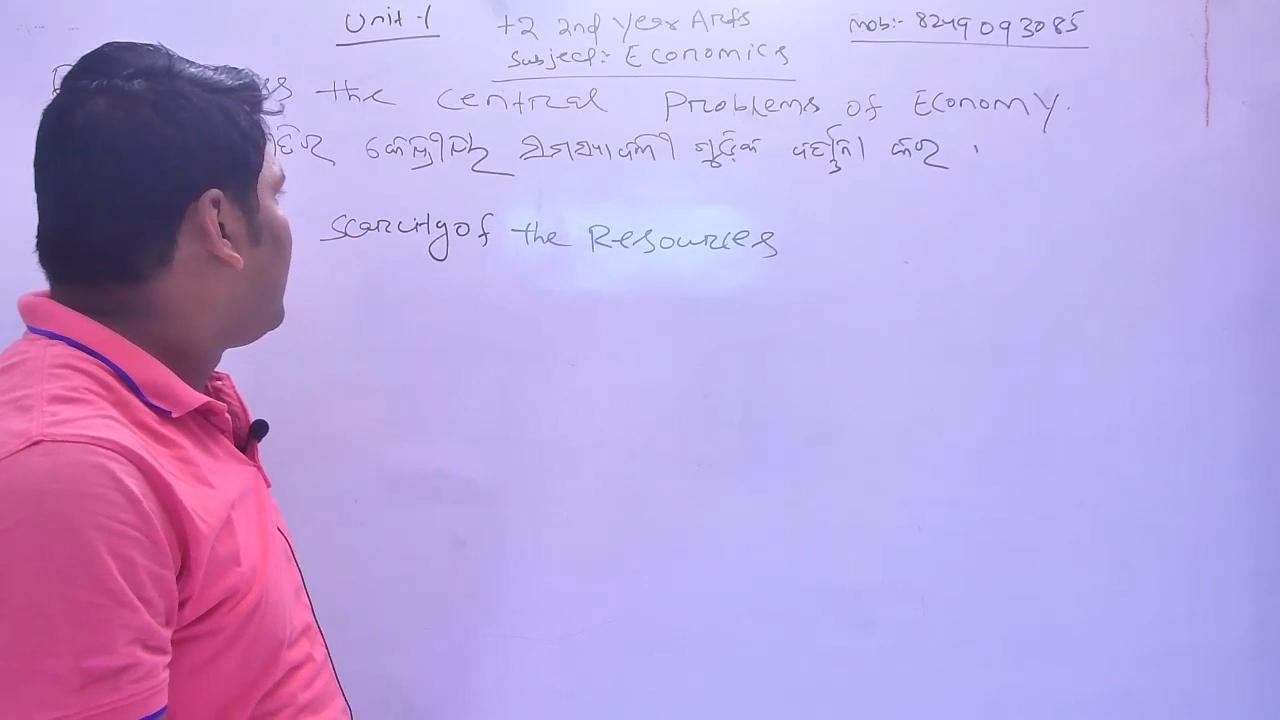 Unit-1
+2 2nd Year Arts
Mob:- 8249093085
Subject:- Economics
the central Problems of Economy.
କେନ୍ଦ୍ରୀୟ ସମସ୍ୟାବଳୀ ଗୁଡ଼ିକ ବର୍ଣ୍ଣନା କର ।
Scarcity of the Resources